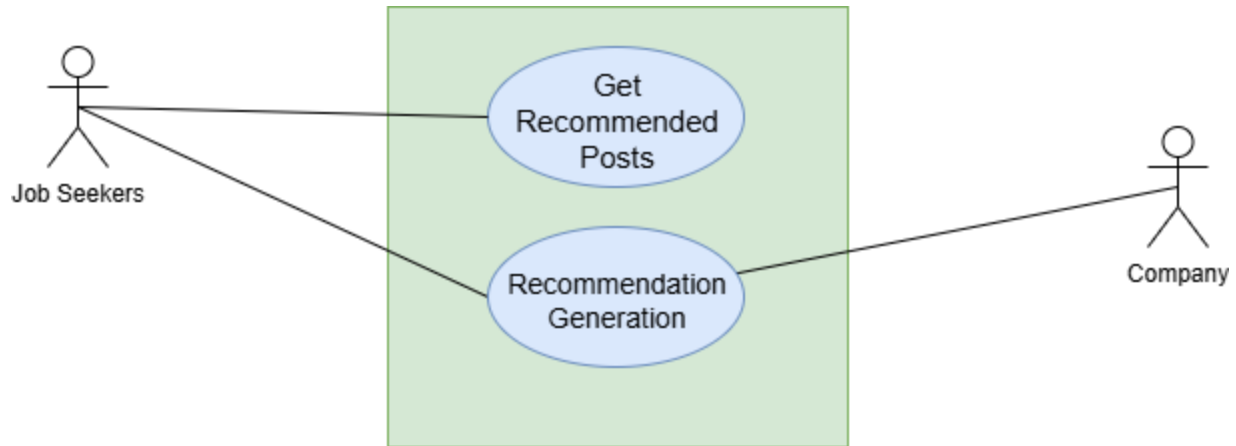 Get
Recommended
Posts
Job Seekers
Recommendation
Generation
Company